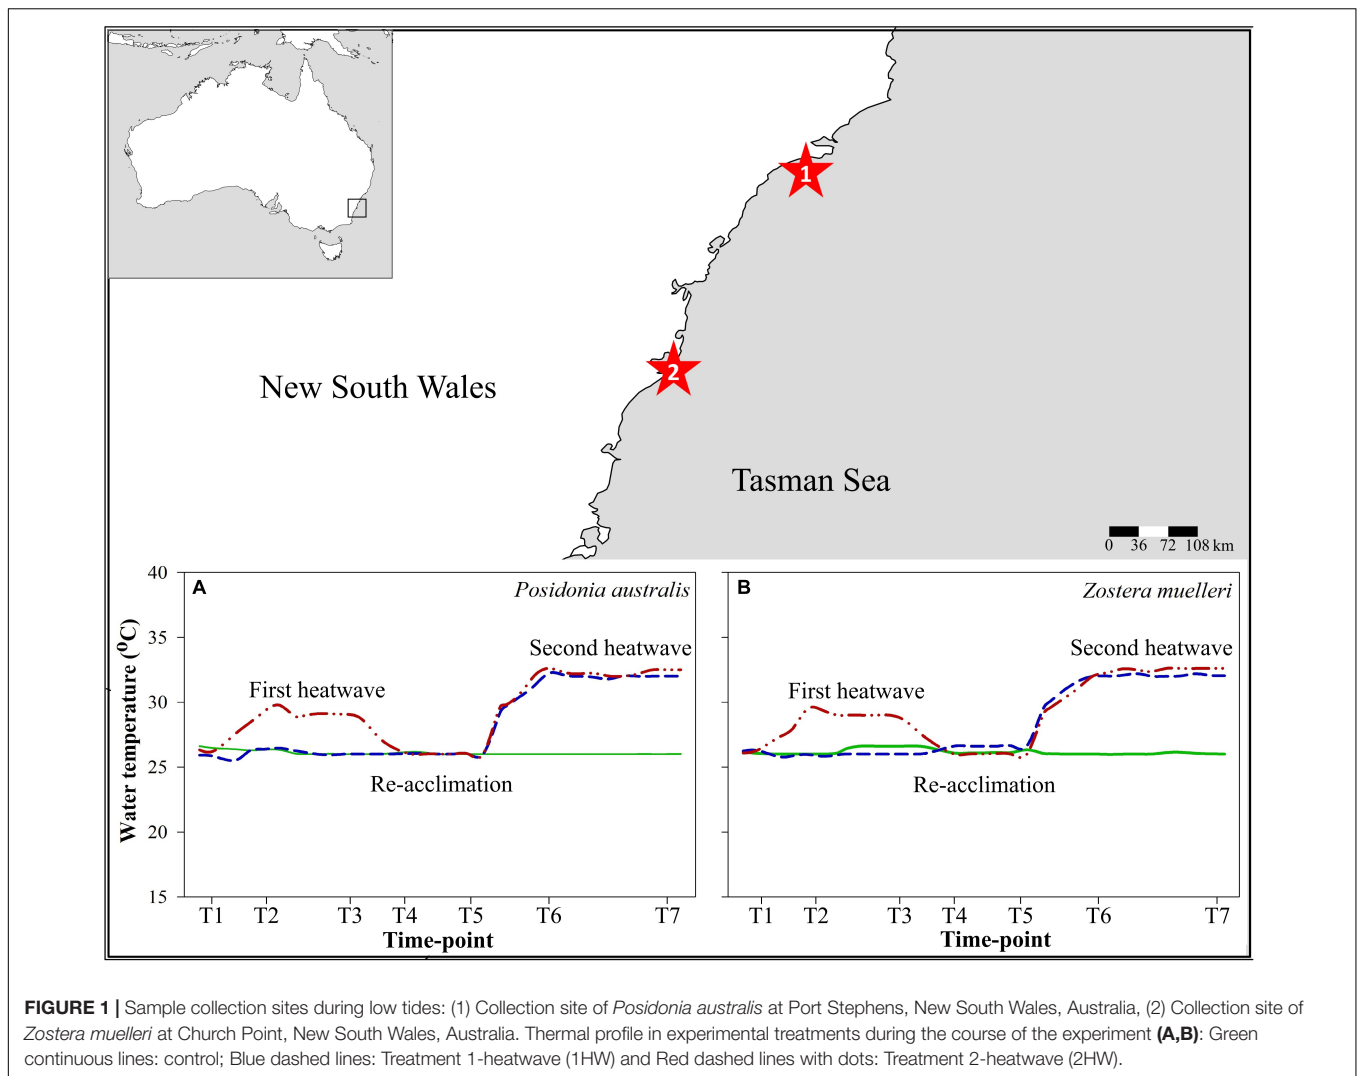 1
2
New South Wales
Tasman Sea
0 36 72 108 km
40
35
30
25
20
15
Water temperature (⁰C)
A
Posidonia australis
Second heatwave
First heatwave
Re-acclimation
T1 T2 T3 T4 T5 T6 T7
Time-point
B
Zostera muelleri
Second heatwave
First heatwave
Re-acclimation
T1 T2 T3 T4 T5 T6 T7
Time-point
FIGURE 1 | Sample collection sites during low tides: (1) Collection site of Posidonia australis at Port Stephens, New South Wales, Australia, (2) Collection site of
Zostera muelleri at Church Point, New South Wales, Australia. Thermal profile in experimental treatments during the course of the experiment (A,B): Green
continuous lines: control; Blue dashed lines: Treatment 1-heatwave (1HW) and Red dashed lines with dots: Treatment 2-heatwave (2HW).